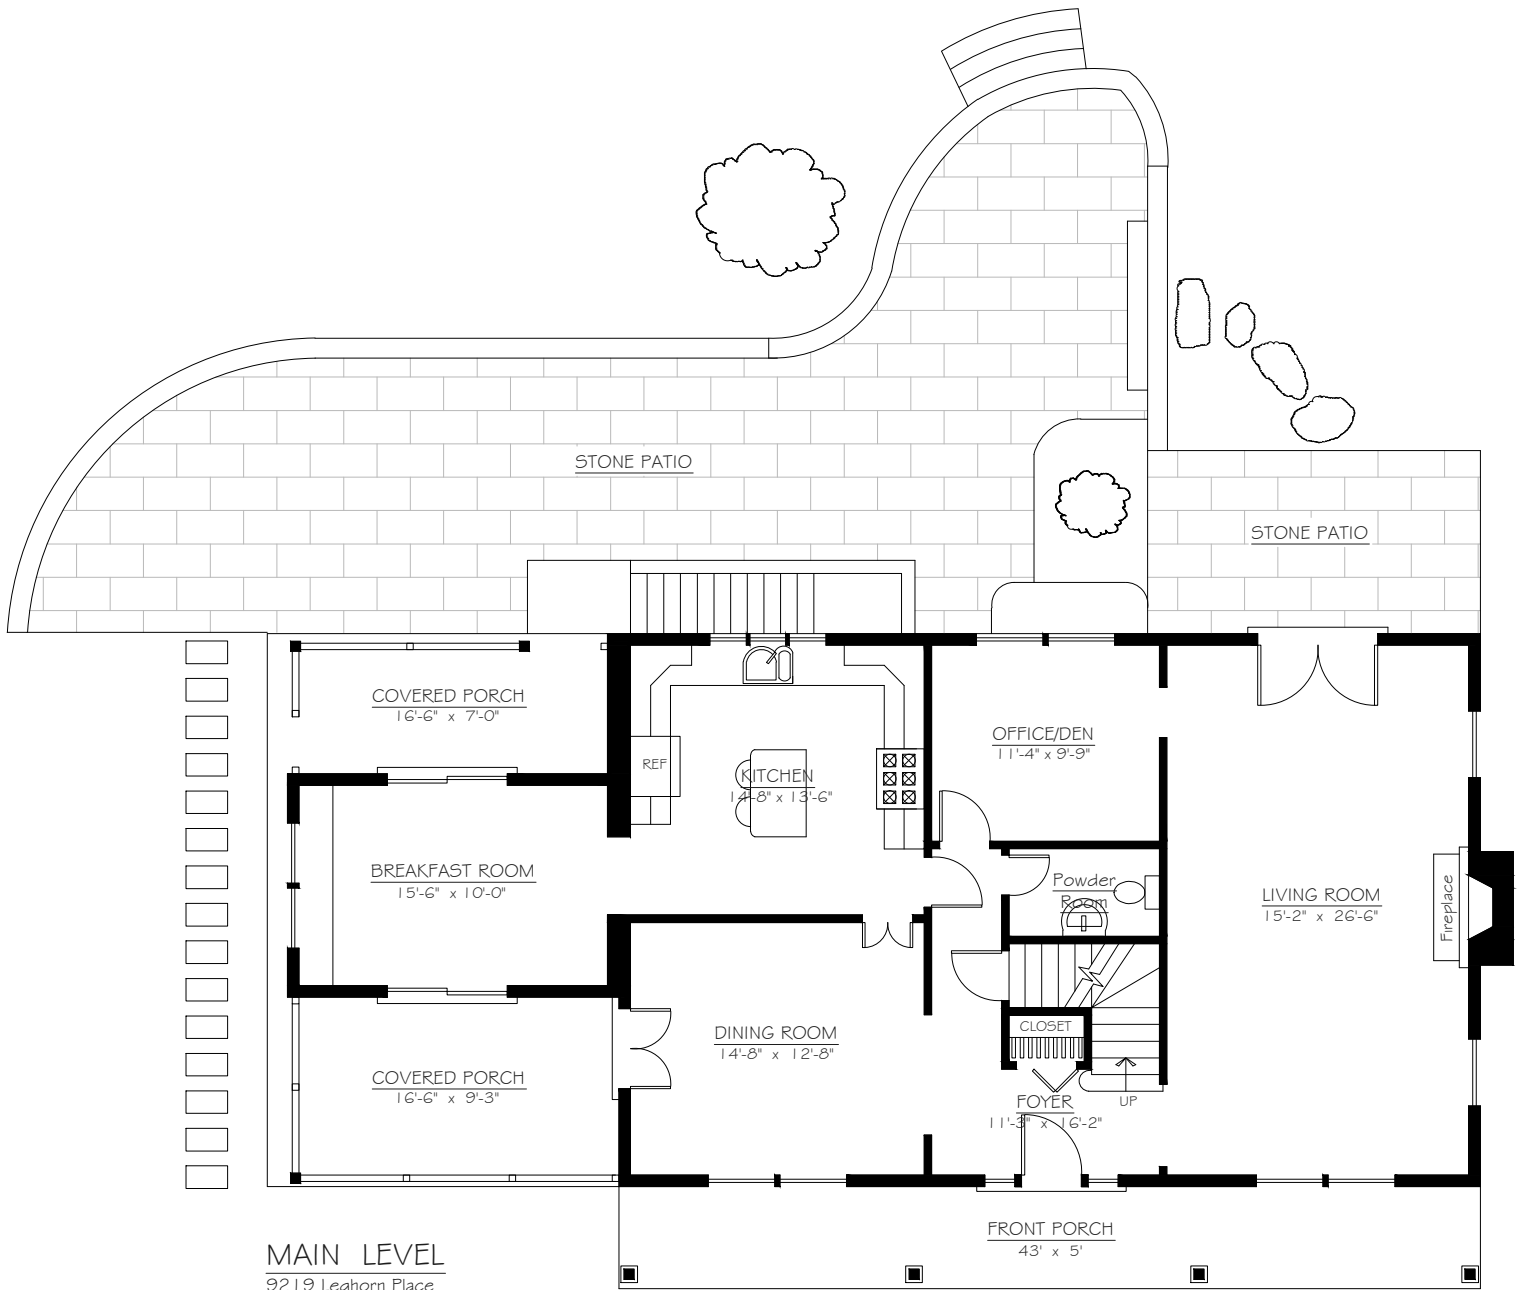 STONE PATIO
STONE PATIO
COVERED PORCH
16'-6" x 7'-0"
OFFICE/DEN
11'-4" x 9'-9"
REF
KITCHEN
14'-8" x 13'-6"
BREAKFAST ROOM
15'-6" x 10'-0"
Powder
Room
LIVING ROOM
15'-2" x 26'-6"
Fireplace
DINING ROOM
14'-8" x 12'-8"
CLOSET
COVERED PORCH
16'-6" x 9'-3"
FOYER
11'-3" x 16'-2"
UP
FRONT PORCH
43' x 5'
MAIN LEVEL
9219 Leghorn Place